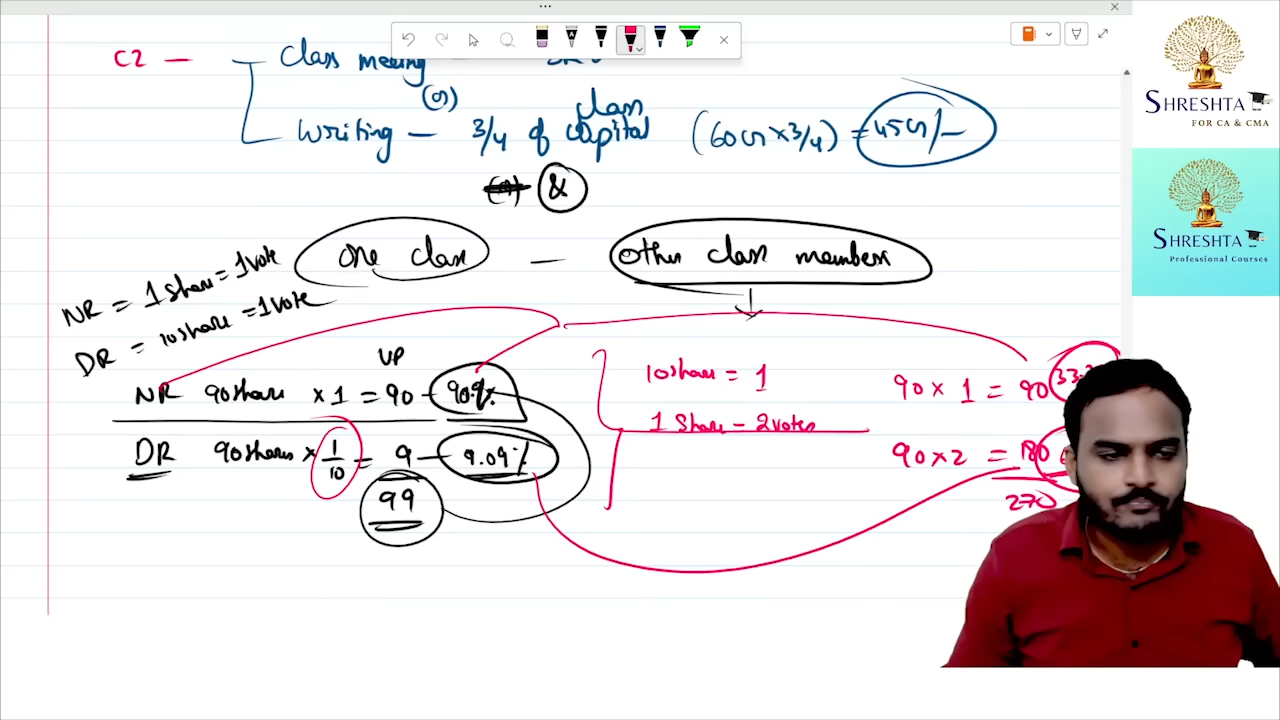 C2 — Class meeting
(or)
Writing — 3/4 of class capital (60cr x 3/4) = 45cr/-
(or) &
One class — other class members
NR = 1 Share = 1 Vote
DR = 10 share = 1 Vote
VP
NR 90 share x 1 = 90 — 90.9%
DR 90 shares x 1/10 = 9 — 9.09%
99
10 share = 1
1 Share - 2 votes
90 x 1 = 90
90 x 2 = 180
270
SHRESHTA
FOR CA & CMA
SHRESHTA
Professional Courses